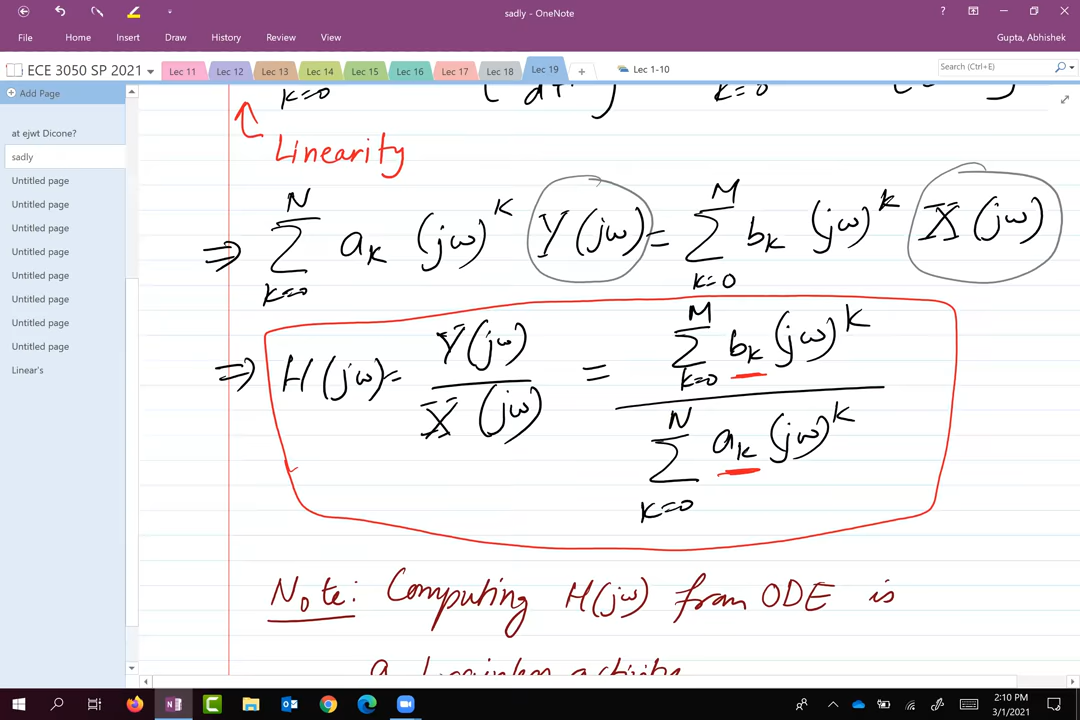 sadly - OneNote
File Home Insert Draw History Review View
Gupta, Abhishek
ECE 3050 SP 2021
Lec 11 Lec 12 Lec 13 Lec 14 Lec 15 Lec 16 Lec 17 Lec 18 Lec 19 + Lec 1-10
Search (Ctrl+E)
Add Page
at ejwt Dicone?
sadly
Untitled page
Untitled page
Untitled page
Untitled page
Untitled page
Untitled page
Untitled page
Untitled page
Linear's
k=0 k=0
Linearity
⇒ ∑_{k=0}^{N} a_k (jω)^k Y(jω) = ∑_{k=0}^{M} b_k (jω)^k X(jω)
⇒ H(jω) = Y(jω) / X(jω) = ∑_{k=0}^{M} b_k (jω)^k / ∑_{k=0}^{N} a_k (jω)^k
Note: Computing H(jω) from ODE is
a
2:10 PM
3/1/2021